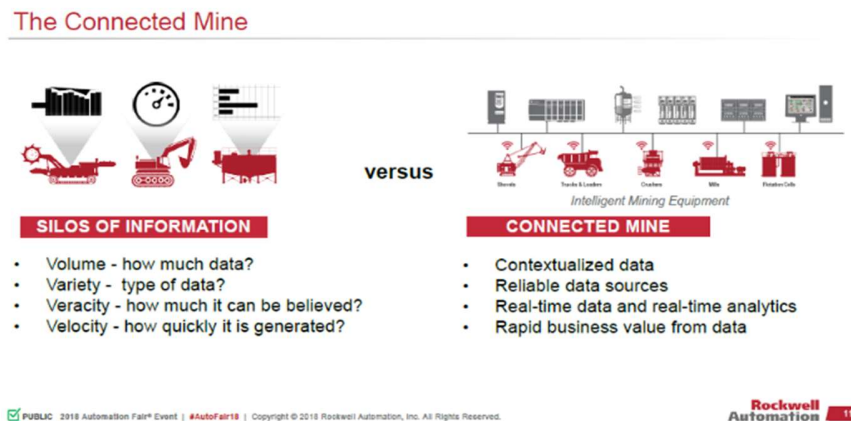 The Connected Mine
versus
Shovels
Trucks & Loaders
Crushers
Mills
Flotation Cells
Intelligent Mining Equipment
SILOS OF INFORMATION
• Volume - how much data?
• Variety - type of data?
• Veracity - how much it can be believed?
• Velocity - how quickly it is generated?
CONNECTED MINE
• Contextualized data
• Reliable data sources
• Real-time data and real-time analytics
• Rapid business value from data
PUBLIC 2018 Automation Fair® Event | #AutoFair18 | Copyright © 2018 Rockwell Automation, Inc. All Rights Reserved.
Rockwell
Automation
11